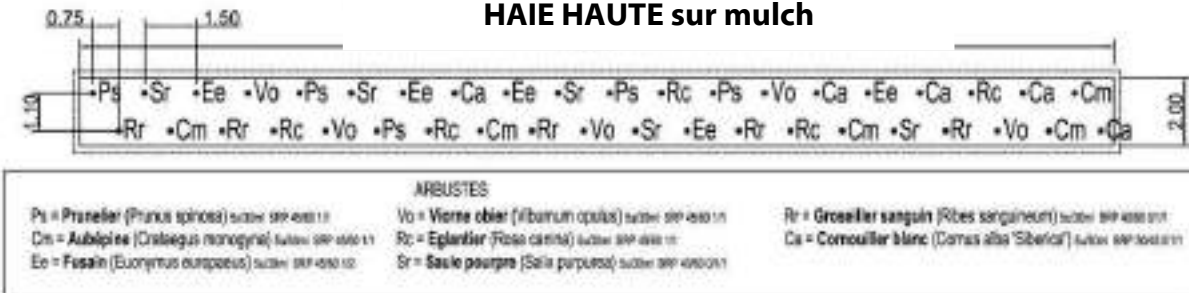 HAIE HAUTE sur mulch
0.75 1.50
•Ps •Sr •Ee •Vo •Ps •Sr •Ee •Ca •Ee •Sr •Ps •Rc •Ps •Vo •Ca •Ee •Ca •Rc •Ca •Cm
1.10 2.00
•Rr •Cm •Rr •Rc •Vo •Ps •Rc •Cm •Rr •Vo •Sr •Ee •Rr •Rc •Cm •Sr •Rr •Vo •Cm •Ca
ARBUSTES
Ps = Prunelier (Prunus spinosa)
Cm = Aubépine (Crataegus monogyna)
Ee = Fusain (Euonymus europaeus)
Vo = Viorne obier (Viburnum opulus)
Rc = Eglantier (Rosa canina)
Sr = Saule pourpre (Salix purpurea)
Rr = Groseiller sanguin (Ribes sanguineum)
Ca = Cornouiller blanc (Cornus alba 'Siberica')